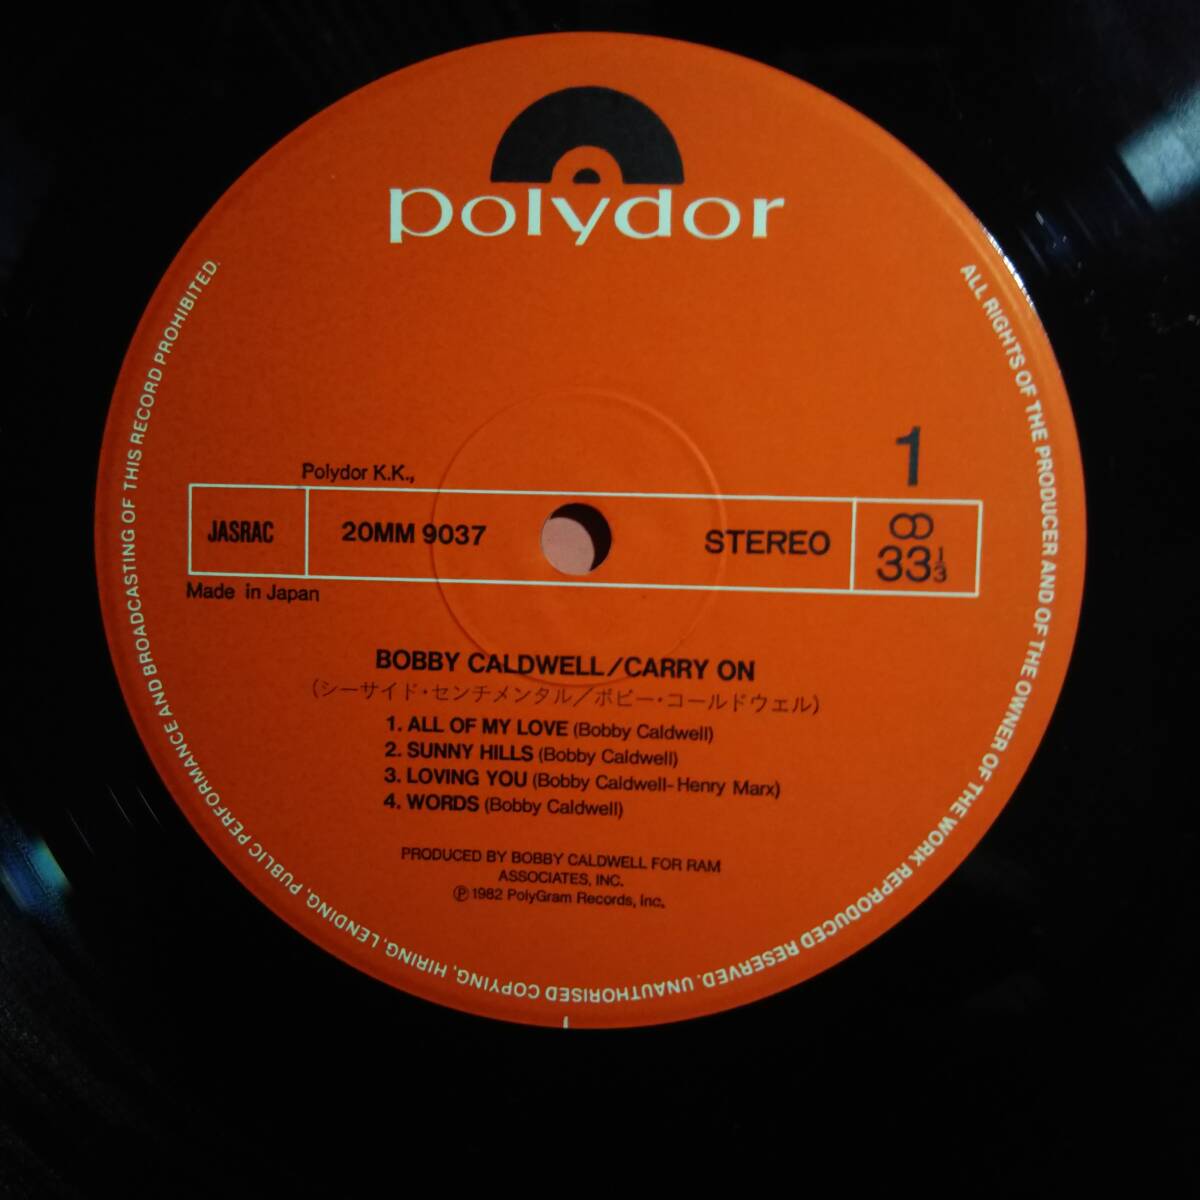 polydor
1
Polydor K.K.,
JASRAC 20MM 9037 STEREO 33 1/3
Made in Japan
BOBBY CALDWELL/CARRY ON
(シーサイド・センチメンタル/ボビー・コールドウェル)
1. ALL OF MY LOVE (Bobby Caldwell)
2. SUNNY HILLS (Bobby Caldwell)
3. LOVING YOU (Bobby Caldwell-Henry Marx)
4. WORDS (Bobby Caldwell)
PRODUCED BY BOBBY CALDWELL FOR RAM
ASSOCIATES, INC.
Ⓟ 1982 PolyGram Records, Inc.
ALL RIGHTS OF THE PRODUCER AND OF THE OWNER OF THE WORK REPRODUCED RESERVED. UNAUTHORISED COPYING, HIRING, LENDING, PUBLIC PERFORMANCE AND BROADCASTING OF THIS RECORD PROHIBITED.